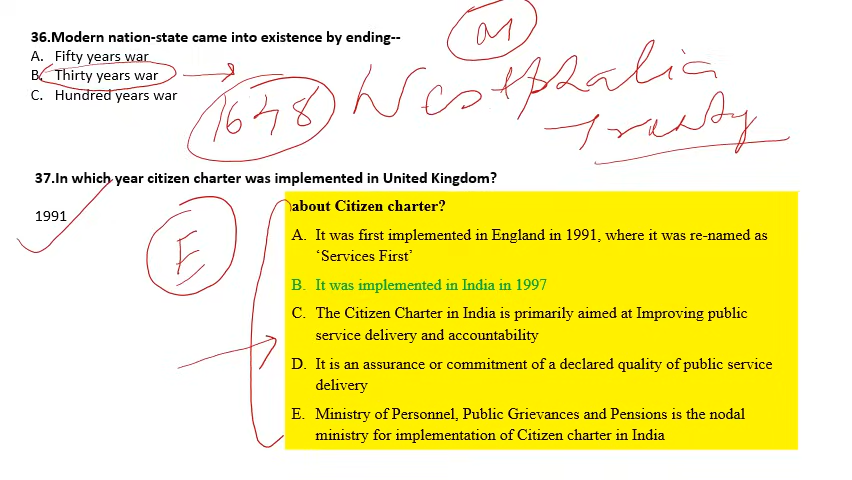 36.Modern nation-state came into existence by ending--
A. Fifty years war
B. Thirty years war
C. Hundred years war
M
1648 Westphalia
Treaty
37.In which year citizen charter was implemented in United Kingdom?
1991
E
about Citizen charter?
A. It was first implemented in England in 1991, where it was re-named as
‘Services First’
B. It was implemented in India in 1997
C. The Citizen Charter in India is primarily aimed at Improving public
service delivery and accountability
D. It is an assurance or commitment of a declared quality of public service
delivery
E. Ministry of Personnel, Public Grievances and Pensions is the nodal
ministry for implementation of Citizen charter in India